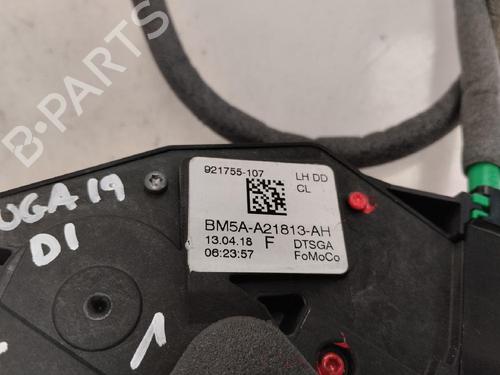 921755-107 LH DD
CL
BM5A-A21813-AH
13.04.18 F DTSGA
06:23:57 FoMoCo
UGA 19
DI
1
B-PARTS